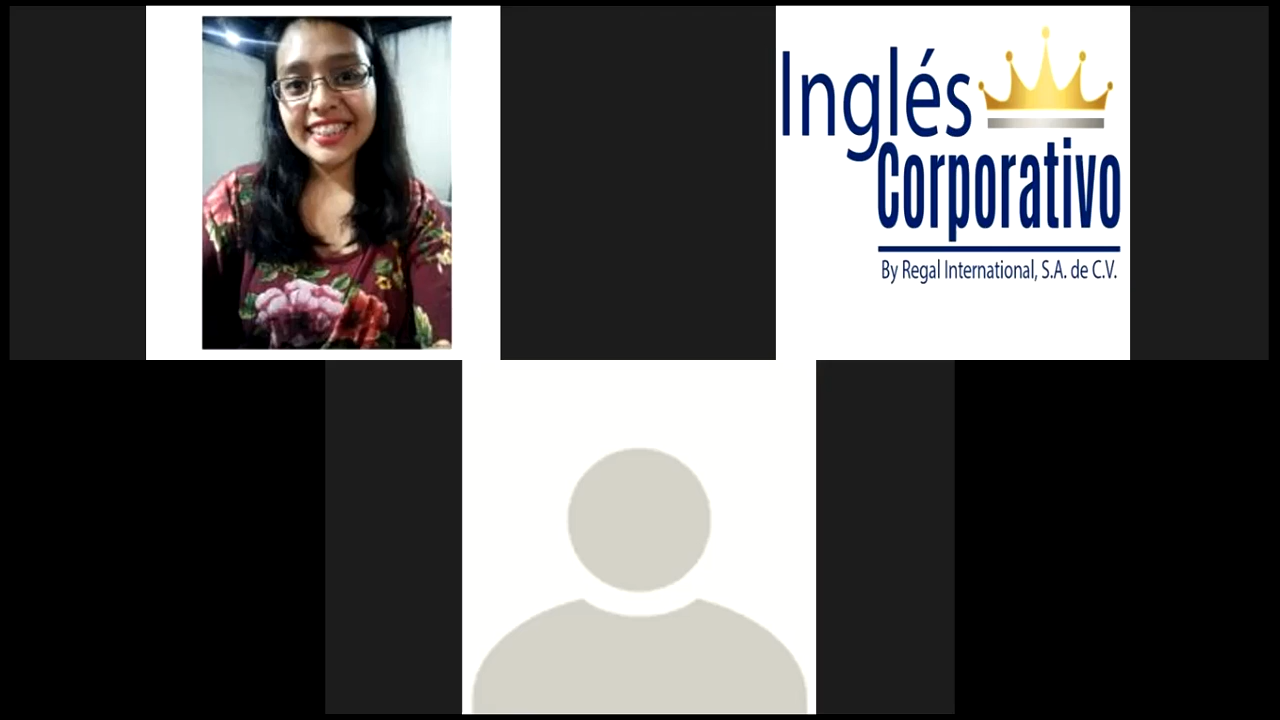 Inglés
Corporativo
By Regal International, S.A. de C.V.